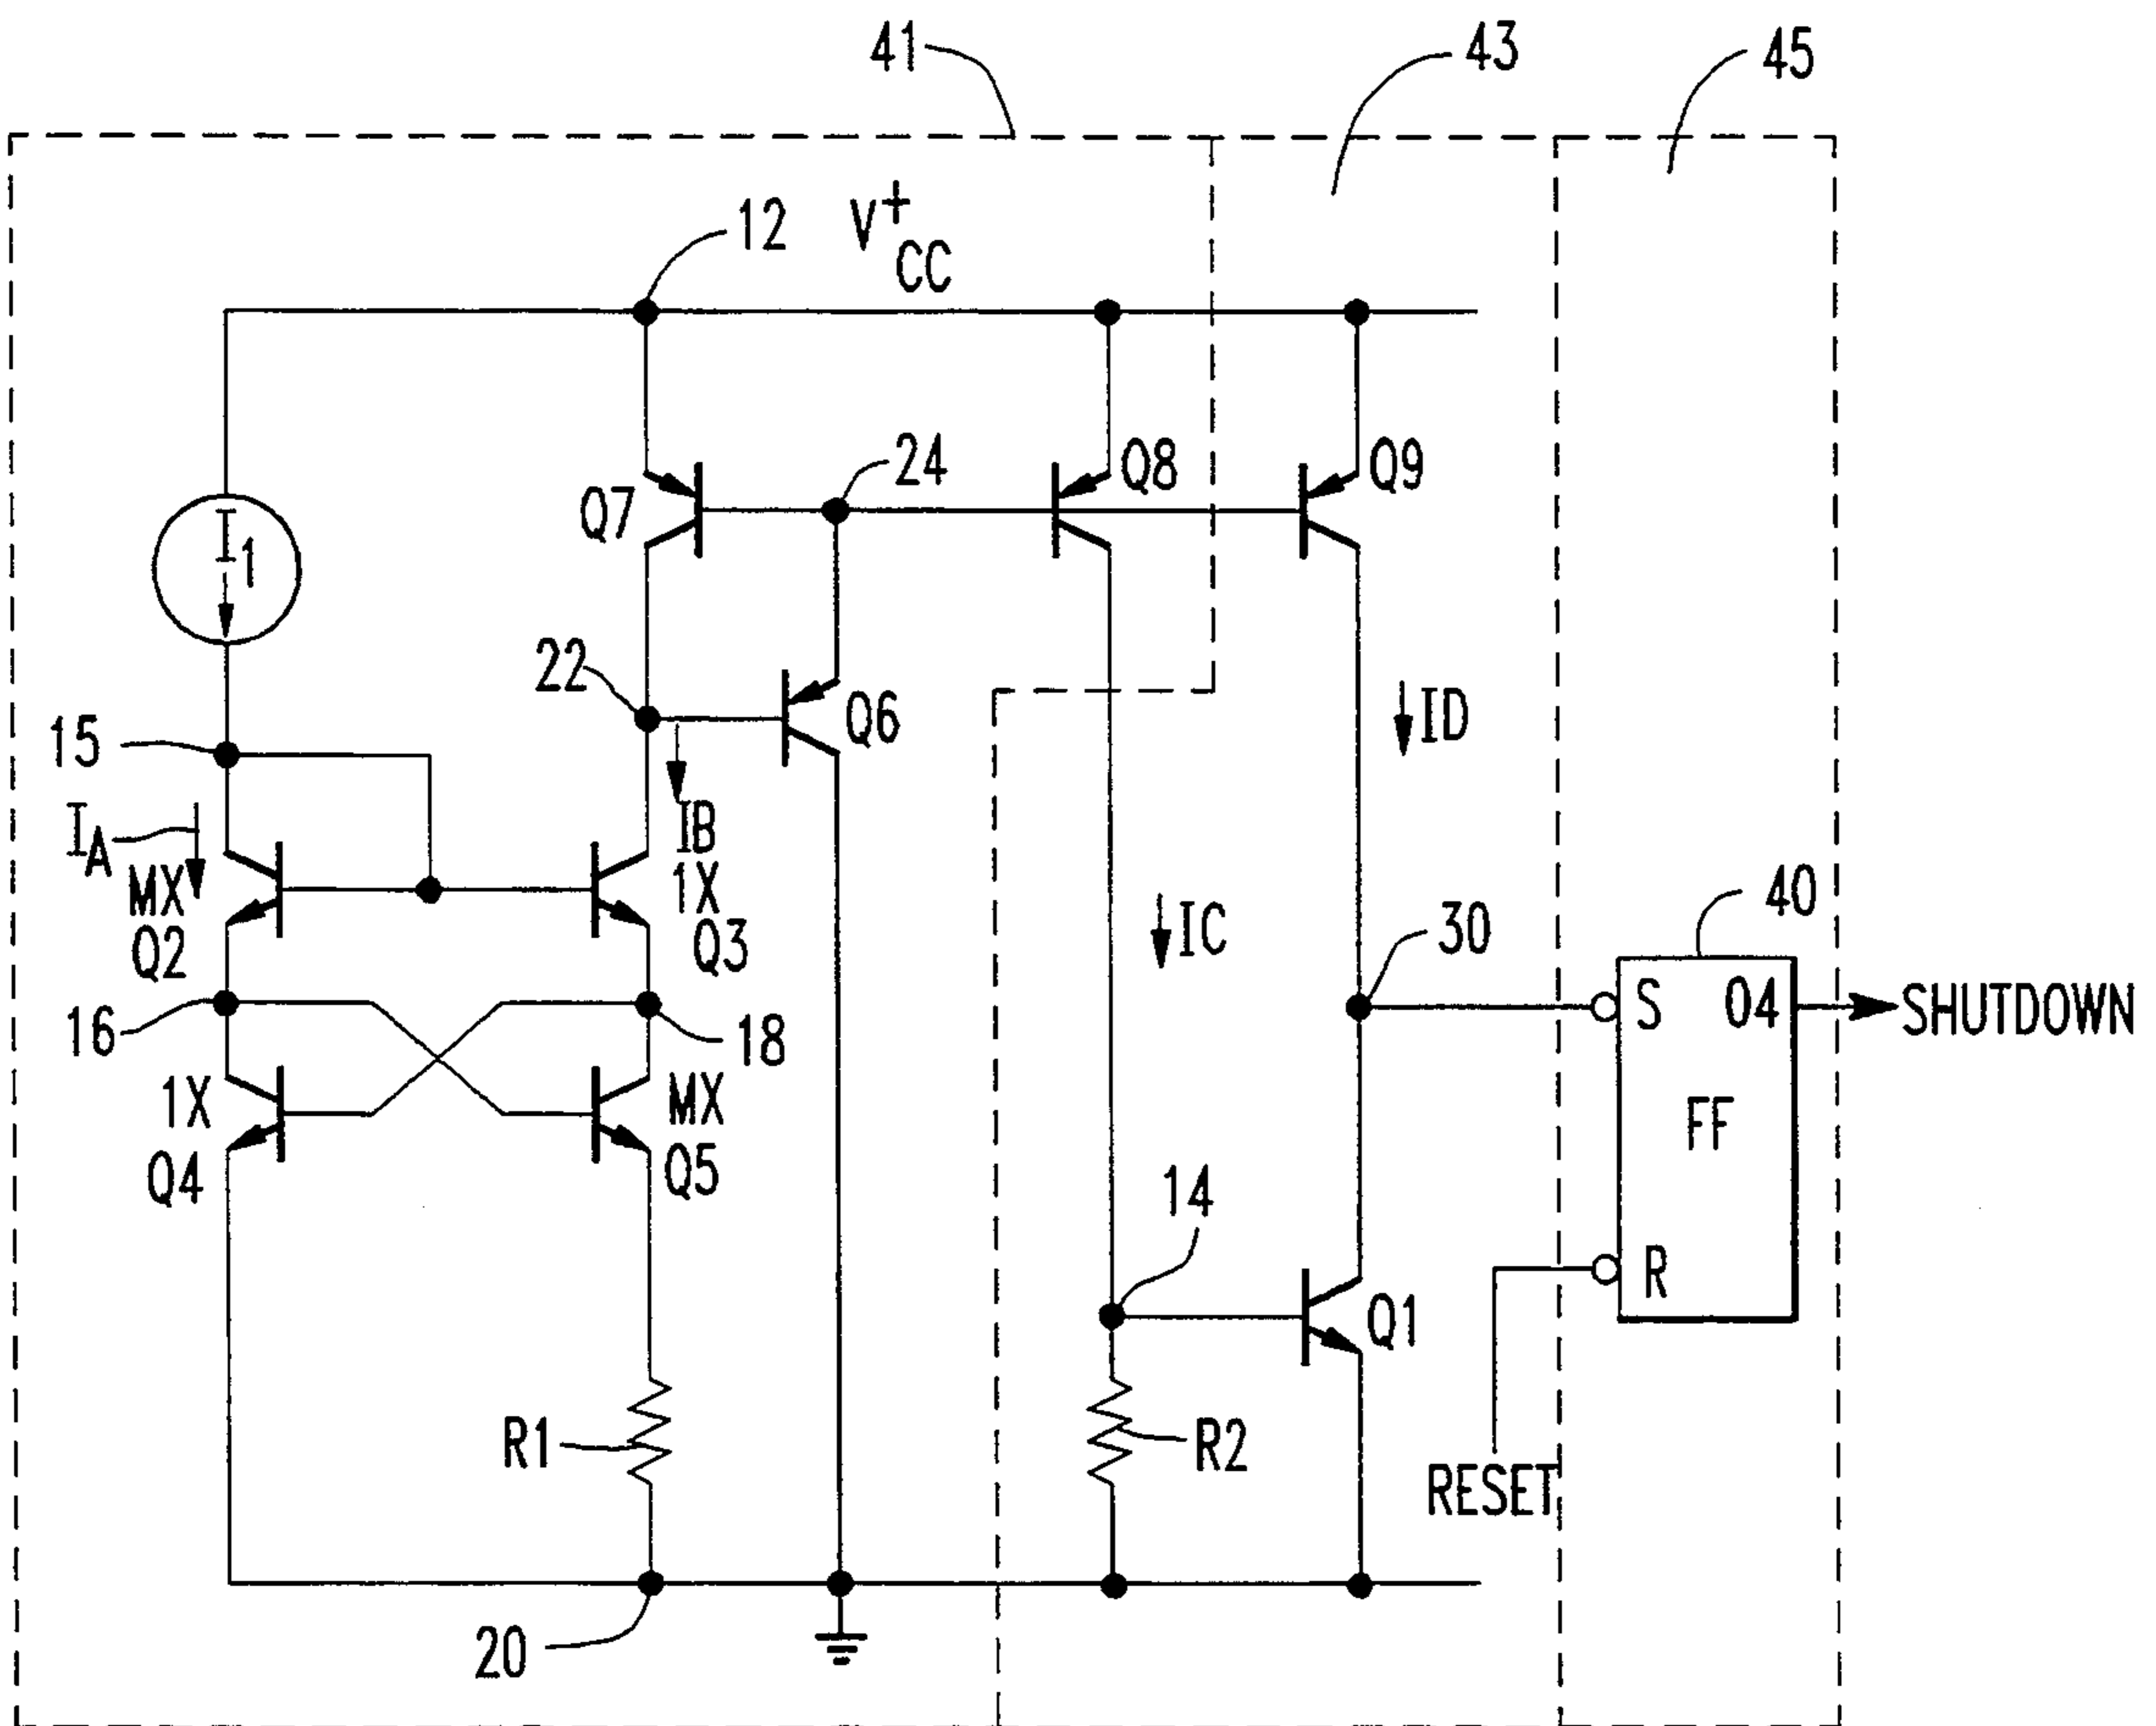 41
43
45
12
V+CC
I1
Q7
24
Q8
Q9
22
Q6
ID
15
IA
MX
Q2
IB
1X
Q3
IC
30
40
S
O4
SHUTDOWN
16
18
FF
1X
Q4
MX
Q5
14
R
Q1
R1
R2
RESET
20